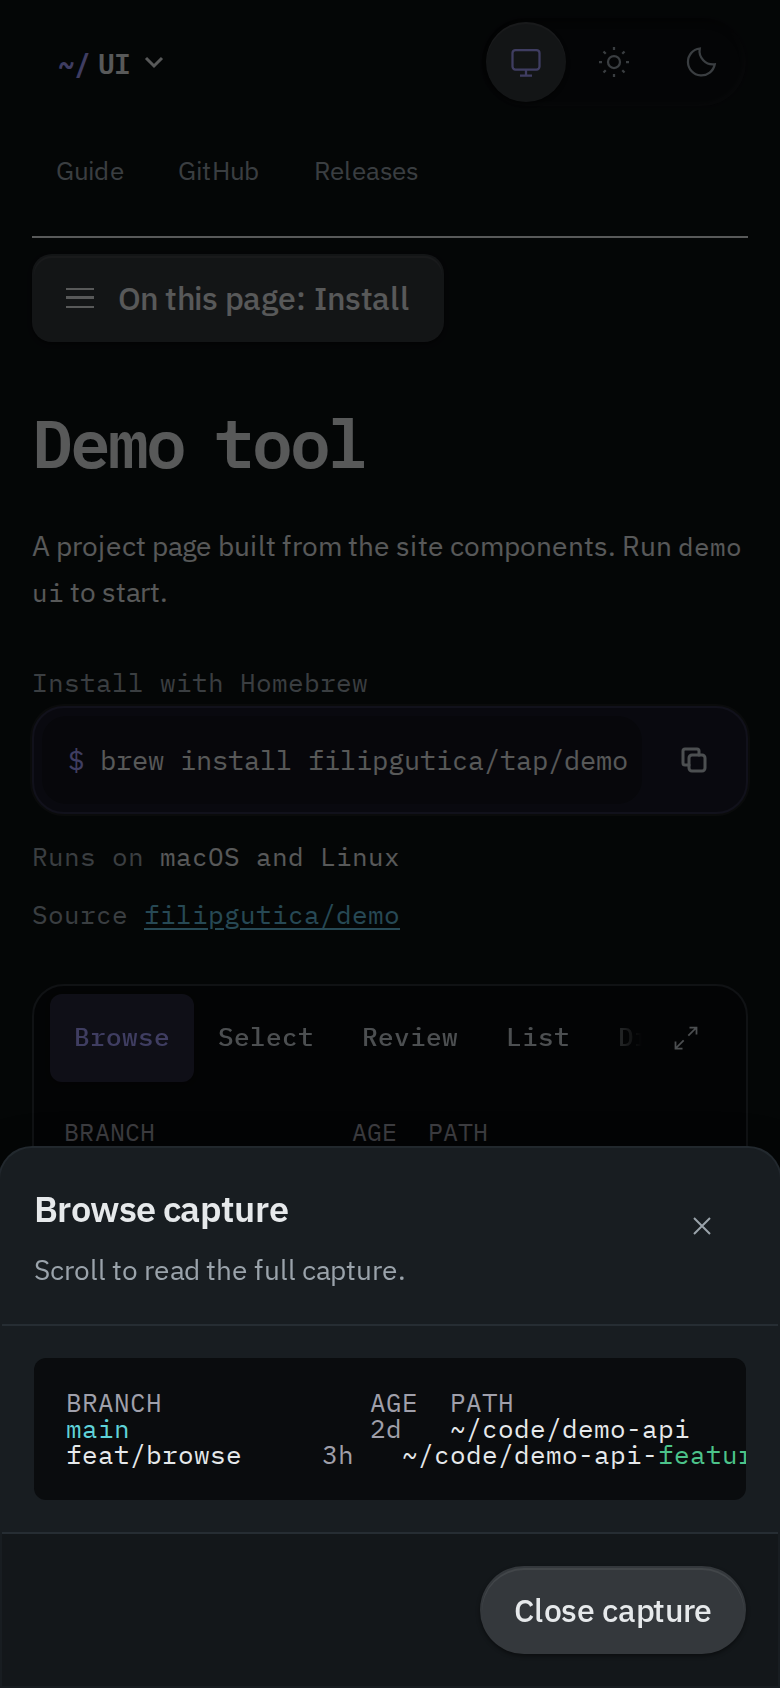 ~/ UI
Guide GitHub Releases
On this page: Install
Demo tool
A project page built from the site components. Run demo
ui to start.
Install with Homebrew
$ brew install filipgutica/tap/demo
Runs on macOS and Linux
Source filipgutica/demo
Browse Select Review List
BRANCH AGE PATH
Browse capture
Scroll to read the full capture.
BRANCH AGE PATH
main 2d ~/code/demo-api
feat/browse 3h ~/code/demo-api-featur
Close capture